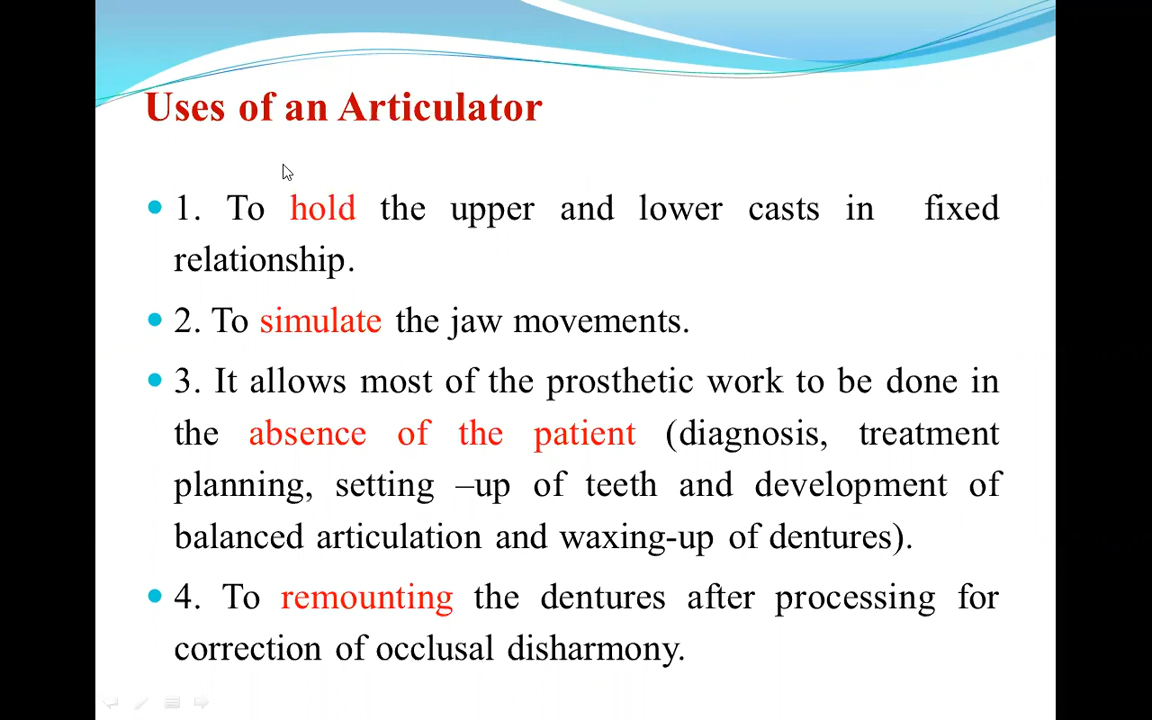 Uses of an Articulator
• 1. To hold the upper and lower casts in fixed
relationship.
• 2. To simulate the jaw movements.
• 3. It allows most of the prosthetic work to be done in
the absence of the patient (diagnosis, treatment
planning, setting –up of teeth and development of
balanced articulation and waxing-up of dentures).
• 4. To remounting the dentures after processing for
correction of occlusal disharmony.